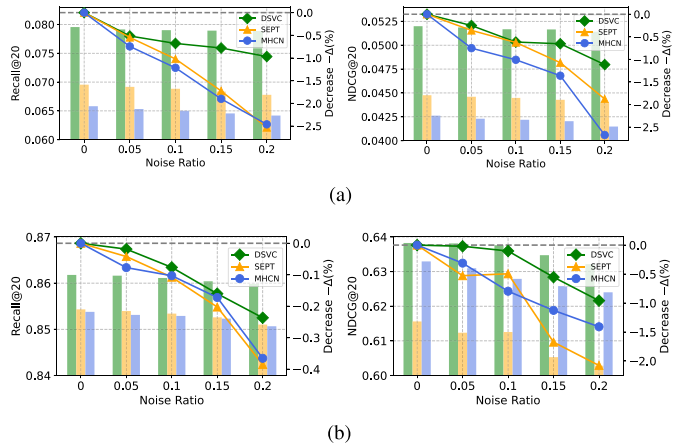 0.080
0.075
0.070
0.065
0.060
Recall@20
DSVC
SEPT
MHCN
0.0
−0.5
−1.0
−1.5
−2.0
−2.5
Decrease −Δ(%)
0 0.05 0.1 0.15 0.2
Noise Ratio
0.0525
0.0500
0.0475
0.0450
0.0425
0.0400
NDCG@20
DSVC
SEPT
MHCN
0.0
−0.5
−1.0
−1.5
−2.0
−2.5
Decrease −Δ(%)
0 0.05 0.1 0.15 0.2
Noise Ratio
(a)
0.87
0.86
0.85
0.84
Recall@20
DSVC
SEPT
MHCN
0.0
−0.1
−0.2
−0.3
−0.4
Decrease −Δ(%)
0 0.05 0.1 0.15 0.2
Noise Ratio
0.64
0.63
0.62
0.61
0.60
NDCG@20
DSVC
SEPT
MHCN
0.0
−0.5
−1.0
−1.5
−2.0
Decrease −Δ(%)
0 0.05 0.1 0.15 0.2
Noise Ratio
(b)